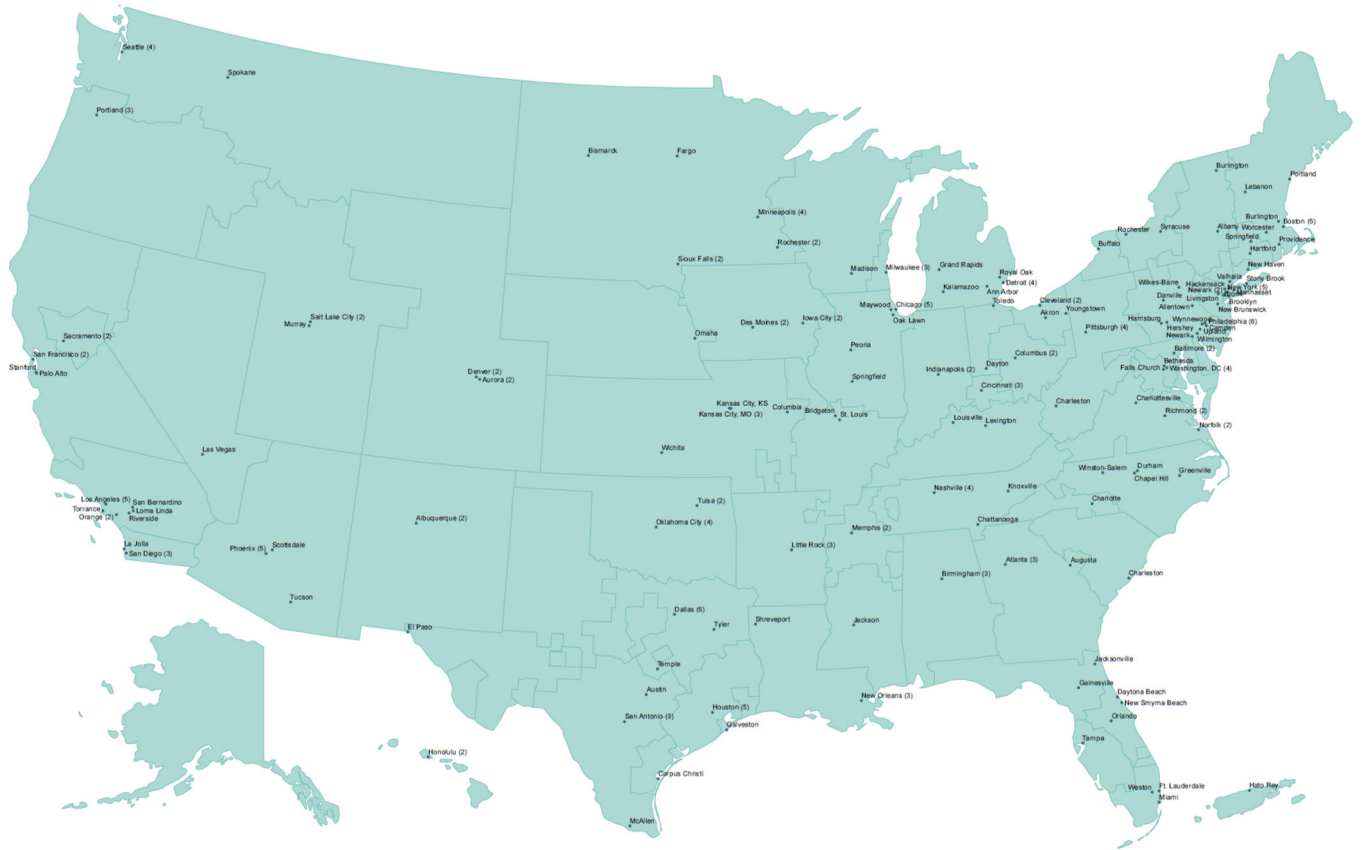 Seattle (4)
Spokane
Portland (3)
Bismarck
Fargo
Minneapolis (4)
Rochester (2)
Sioux Falls (2)
Madison
Milwaukee (3)
Grand Rapids
Kalamazoo
Royal Oak
Detroit (4)
Ann Arbor
Toledo
Burlington
Lebanon
Portland
Burlington
Boston (6)
Albany
Worcester
Springfield
Providence
Hartford
Rochester
Syracuse
Buffalo
New Haven
Valhalla
Stony Brook
Wilkes-Barre
Hackensack
New York (5)
Manhasset
Danville
Livingston
Brooklyn
Allentown
New Brunswick
Harrisburg
Wynnewood
Philadelphia (6)
Camden
Hershey
Upland
Newark
Wilmington
Baltimore (2)
Bethesda
Falls Church 2
Washington, DC (4)
Cleveland (2)
Akron
Youngstown
Pittsburgh (4)
Maywood
Chicago (5)
Oak Lawn
Salt Lake City (2)
Murray
Sacramento (2)
San Francisco (2)
Stanford
Palo Alto
Omaha
Des Moines (2)
Iowa City (2)
Peoria
Springfield
Indianapolis (2)
Dayton
Columbus (2)
Cincinnati (3)
Denver (2)
Aurora (2)
Kansas City, KS
Kansas City, MO (3)
Columbia
Bridgeton
St. Louis
Louisville
Lexington
Charleston
Charlottesville
Richmond (2)
Norfolk (2)
Las Vegas
Wichita
Nashville (4)
Knoxville
Winston-Salem
Durham
Chapel Hill
Greenville
Charlotte
Los Angeles (5)
San Bernardino
Torrance
Loma Linda
Orange (2)
Riverside
La Jolla
San Diego (3)
Albuquerque (2)
Tulsa (2)
Oklahoma City (4)
Chattanooga
Memphis (2)
Little Rock (3)
Phoenix (5)
Scottsdale
Tucson
Birmingham (3)
Atlanta (3)
Augusta
Charleston
El Paso
Dallas (6)
Tyler
Shreveport
Jackson
Temple
Austin
San Antonio (3)
Houston (5)
Galveston
New Orleans (3)
Jacksonville
Gainesville
Daytona Beach
New Smyrna Beach
Orlando
Tampa
Honolulu (2)
Corpus Christi
McAllen
Weston
Ft. Lauderdale
Miami
Hato Rey